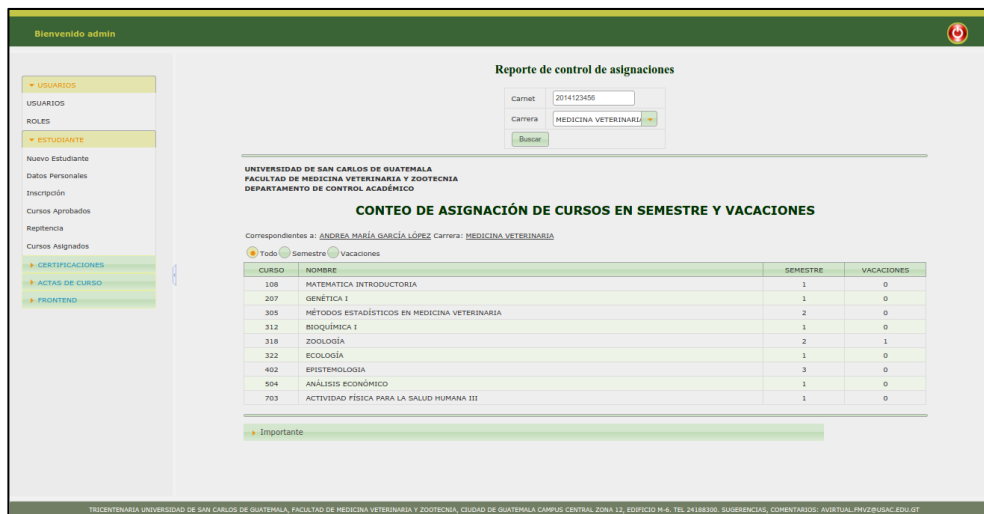 Bienvenido admin
USUARIOS
USUARIOS
ROLES
ESTUDIANTE
Nuevo Estudiante
Datos Personales
Inscripción
Cursos Aprobados
Repitencia
Cursos Asignados
CERTIFICACIONES
ACTAS DE CURSO
FRONTEND
Reporte de control de asignaciones
Carnet 2014123456
Carrera MEDICINA VETERINARIA
Buscar
UNIVERSIDAD DE SAN CARLOS DE GUATEMALA
FACULTAD DE MEDICINA VETERINARIA Y ZOOTECNIA
DEPARTAMENTO DE CONTROL ACADÉMICO
CONTEO DE ASIGNACIÓN DE CURSOS EN SEMESTRE Y VACACIONES
Correspondientes a: ANDREA MARÍA GARCÍA LÓPEZ Carrera: MEDICINA VETERINARIA
Todo Semestre Vacaciones
CURSO NOMBRE SEMESTRE VACACIONES
108 MATEMATICA INTRODUCTORIA 1 0
207 GENÉTICA I 1 0
305 MÉTODOS ESTADÍSTICOS EN MEDICINA VETERINARIA 2 0
312 BIOQUÍMICA I 1 0
318 ZOOLOGÍA 2 1
322 ECOLOGÍA 1 0
402 EPISTEMOLOGIA 3 0
504 ANÁLISIS ECONÓMICO 1 0
703 ACTIVIDAD FÍSICA PARA LA SALUD HUMANA III 1 0
Importante
TRICENTENARIA UNIVERSIDAD DE SAN CARLOS DE GUATEMALA, FACULTAD DE MEDICINA VETERINARIA Y ZOOTECNIA, CIUDAD DE GUATEMALA CAMPUS CENTRAL ZONA 12, EDIFICIO M-6. TEL 24188300. SUGERENCIAS, COMENTARIOS: AVIRTUAL.FMVZ@USAC.EDU.GT